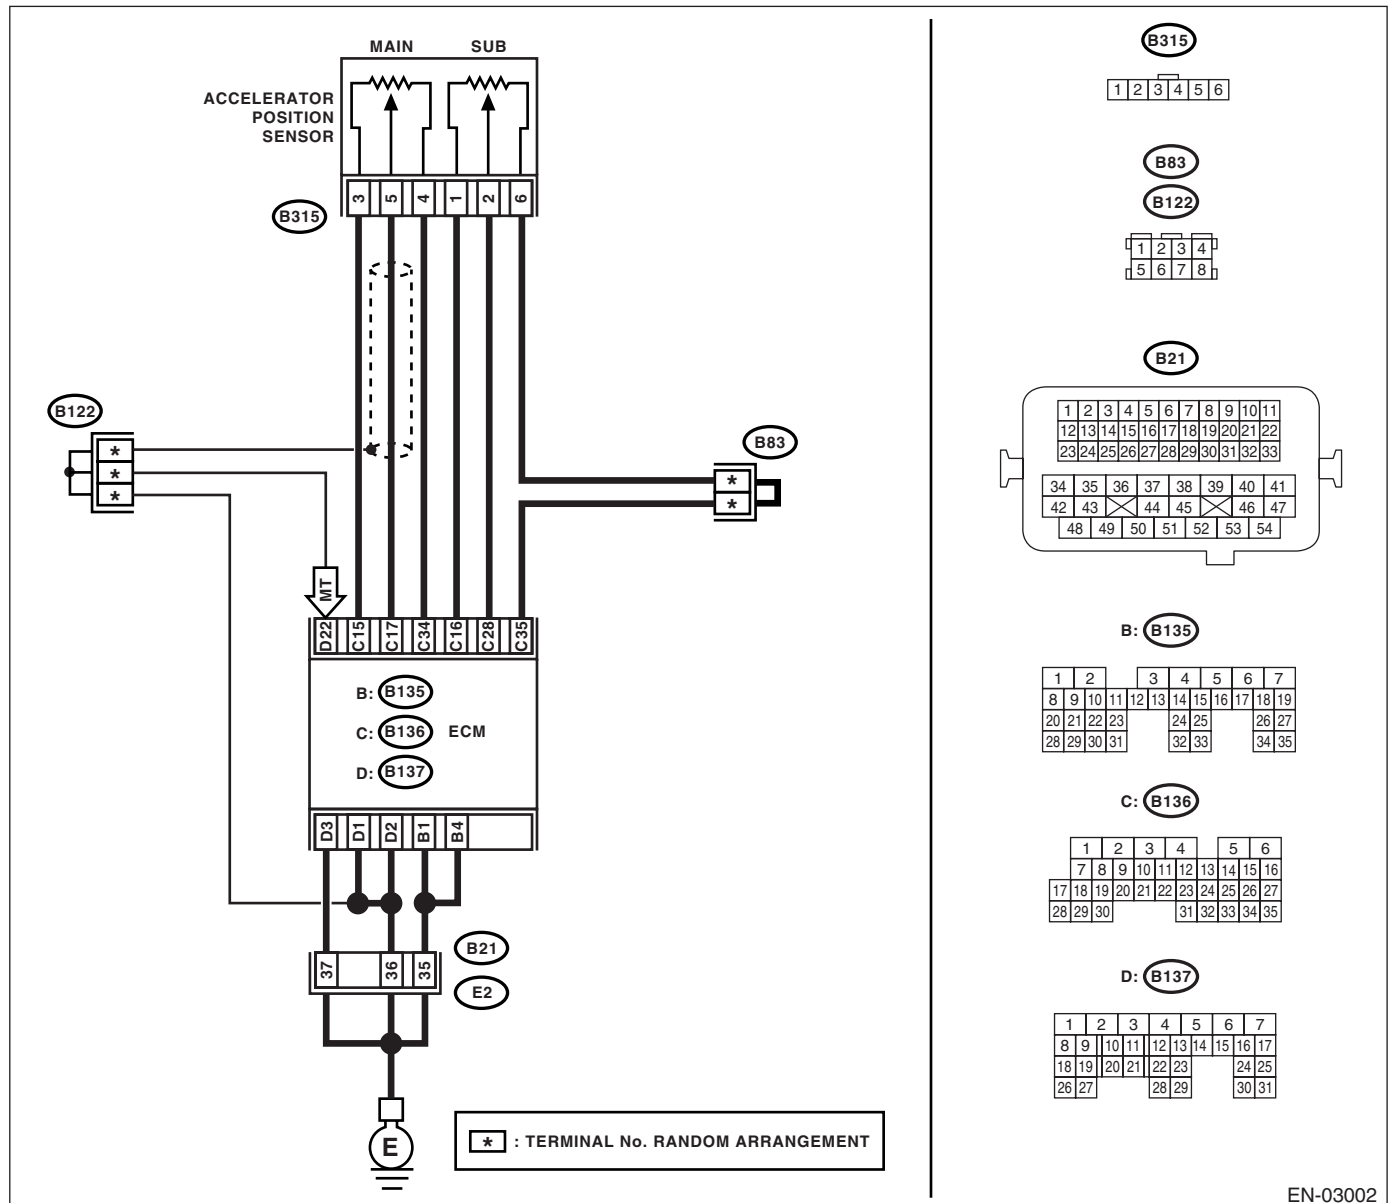 MAIN SUB
ACCELERATOR
POSITION
SENSOR
3 5 4 1 2 6
B315
B122
*
*
*
B83
*
*
MT
D22 C15 C17 C34 C16 C28 C35
B: B135
C: B136 ECM
D: B137
D3 D1 D2 B1 B4
B21
37 36 35
E2
E
* : TERMINAL No. RANDOM ARRANGEMENT
B315
1 2 3 4 5 6
B83
B122
1 2 3 4
5 6 7 8
B21
1 2 3 4 5 6 7 8 9 10 11
12 13 14 15 16 17 18 19 20 21 22
23 24 25 26 27 28 29 30 31 32 33
34 35 36 37 38 39 40 41
42 43 44 45 46 47
48 49 50 51 52 53 54
B: B135
1 2 3 4 5 6 7
8 9 10 11 12 13 14 15 16 17 18 19
20 21 22 23 24 25 26 27
28 29 30 31 32 33 34 35
C: B136
1 2 3 4 5 6
7 8 9 10 11 12 13 14 15 16
17 18 19 20 21 22 23 24 25 26 27
28 29 30 31 32 33 34 35
D: B137
1 2 3 4 5 6 7
8 9 10 11 12 13 14 15 16 17
18 19 20 21 22 23 24 25
26 27 28 29 30 31
EN-03002